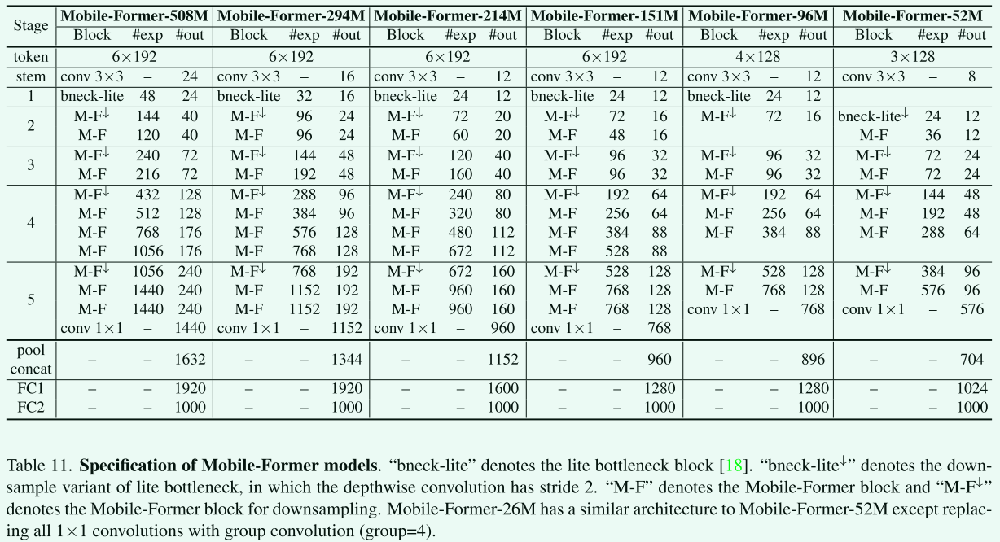 Stage Mobile-Former-508M Mobile-Former-294M Mobile-Former-214M Mobile-Former-151M Mobile-Former-96M Mobile-Former-52M
Block #exp #out Block #exp #out Block #exp #out Block #exp #out Block #exp #out Block #exp #out
token 6×192 6×192 6×192 6×192 4×128 3×128
stem conv 3×3 – 24 conv 3×3 – 16 conv 3×3 – 12 conv 3×3 – 12 conv 3×3 – 12 conv 3×3 – 8
1 bneck-lite 48 24 bneck-lite 32 16 bneck-lite 24 12 bneck-lite 24 12 bneck-lite 24 12
2 M-F↓ 144 40 M-F↓ 96 24 M-F↓ 72 20 M-F↓ 72 16 M-F↓ 72 16 bneck-lite↓ 24 12
M-F 120 40 M-F 96 24 M-F 60 20 M-F 48 16 M-F 36 12
3 M-F↓ 240 72 M-F↓ 144 48 M-F↓ 120 40 M-F↓ 96 32 M-F↓ 96 32 M-F↓ 72 24
M-F 216 72 M-F 192 48 M-F 160 40 M-F 96 32 M-F 96 32 M-F 72 24
4 M-F↓ 432 128 M-F↓ 288 96 M-F↓ 240 80 M-F↓ 192 64 M-F↓ 192 64 M-F↓ 144 48
M-F 512 128 M-F 384 96 M-F 320 80 M-F 256 64 M-F 256 64 M-F 192 48
M-F 768 176 M-F 576 128 M-F 480 112 M-F 384 88 M-F 384 88 M-F 288 64
M-F 1056 176 M-F 768 128 M-F 672 112 M-F 528 88
5 M-F↓ 1056 240 M-F↓ 768 192 M-F↓ 672 160 M-F↓ 528 128 M-F↓ 528 128 M-F↓ 384 96
M-F 1440 240 M-F 1152 192 M-F 960 160 M-F 768 128 M-F 768 128 M-F 576 96
M-F 1440 240 M-F 1152 192 M-F 960 160 M-F 768 128 conv 1×1 – 768 conv 1×1 – 576
conv 1×1 – 1440 conv 1×1 – 1152 conv 1×1 – 960 conv 1×1 – 768
pool concat – – 1632 – – 1344 – – 1152 – – 960 – – 896 – – 704
FC1 – – 1920 – – 1920 – – 1600 – – 1280 – – 1280 – – 1024
FC2 – – 1000 – – 1000 – – 1000 – – 1000 – – 1000 – – 1000
Table 11. Specification of Mobile-Former models. “bneck-lite” denotes the lite bottleneck block [18]. “bneck-lite↓” denotes the down-
sample variant of lite bottleneck, in which the depthwise convolution has stride 2. “M-F” denotes the Mobile-Former block and “M-F↓”
denotes the Mobile-Former block for downsampling. Mobile-Former-26M has a similar architecture to Mobile-Former-52M except replac-
ing all 1×1 convolutions with group convolution (group=4).